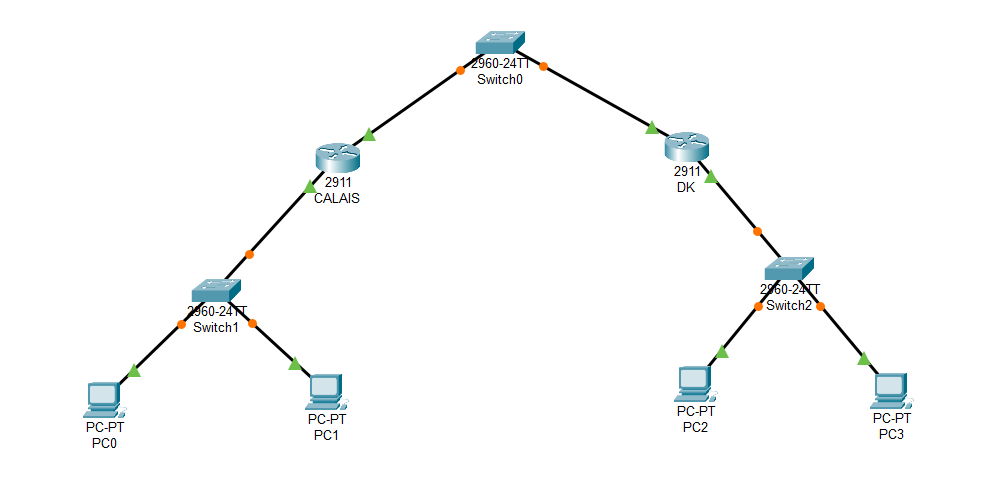 2960-24TT
Switch0
2911
CALAIS
2911
DK
2960-24TT
Switch1
2960-24TT
Switch2
PC-PT
PC0
PC-PT
PC1
PC-PT
PC2
PC-PT
PC3